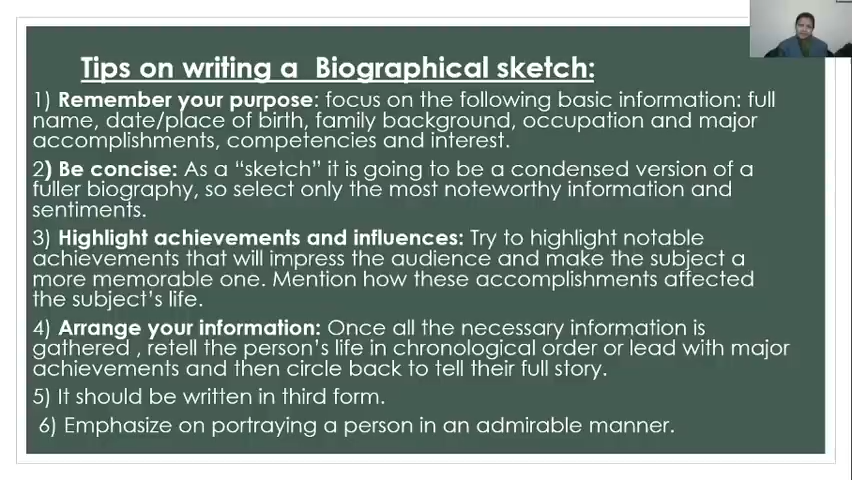 Tips on writing a Biographical sketch:
1) Remember your purpose: focus on the following basic information: full
name, date/place of birth, family background, occupation and major
accomplishments, competencies and interest.
2) Be concise: As a “sketch” it is going to be a condensed version of a
fuller biography, so select only the most noteworthy information and
sentiments.
3) Highlight achievements and influences: Try to highlight notable
achievements that will impress the audience and make the subject a
more memorable one. Mention how these accomplishments affected
the subject’s life.
4) Arrange your information: Once all the necessary information is
gathered , retell the person’s life in chronological order or lead with major
achievements and then circle back to tell their full story.
5) It should be written in third form.
6) Emphasize on portraying a person in an admirable manner.